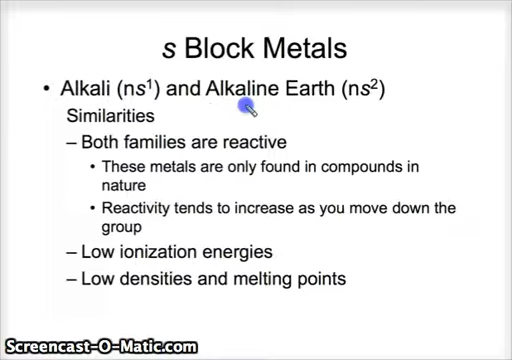 s Block Metals
• Alkali (ns¹) and Alkaline Earth (ns²)
Similarities
– Both families are reactive
• These metals are only found in compounds in
nature
• Reactivity tends to increase as you move down the
group
– Low ionization energies
– Low densities and melting points
Screencast-O-Matic.com